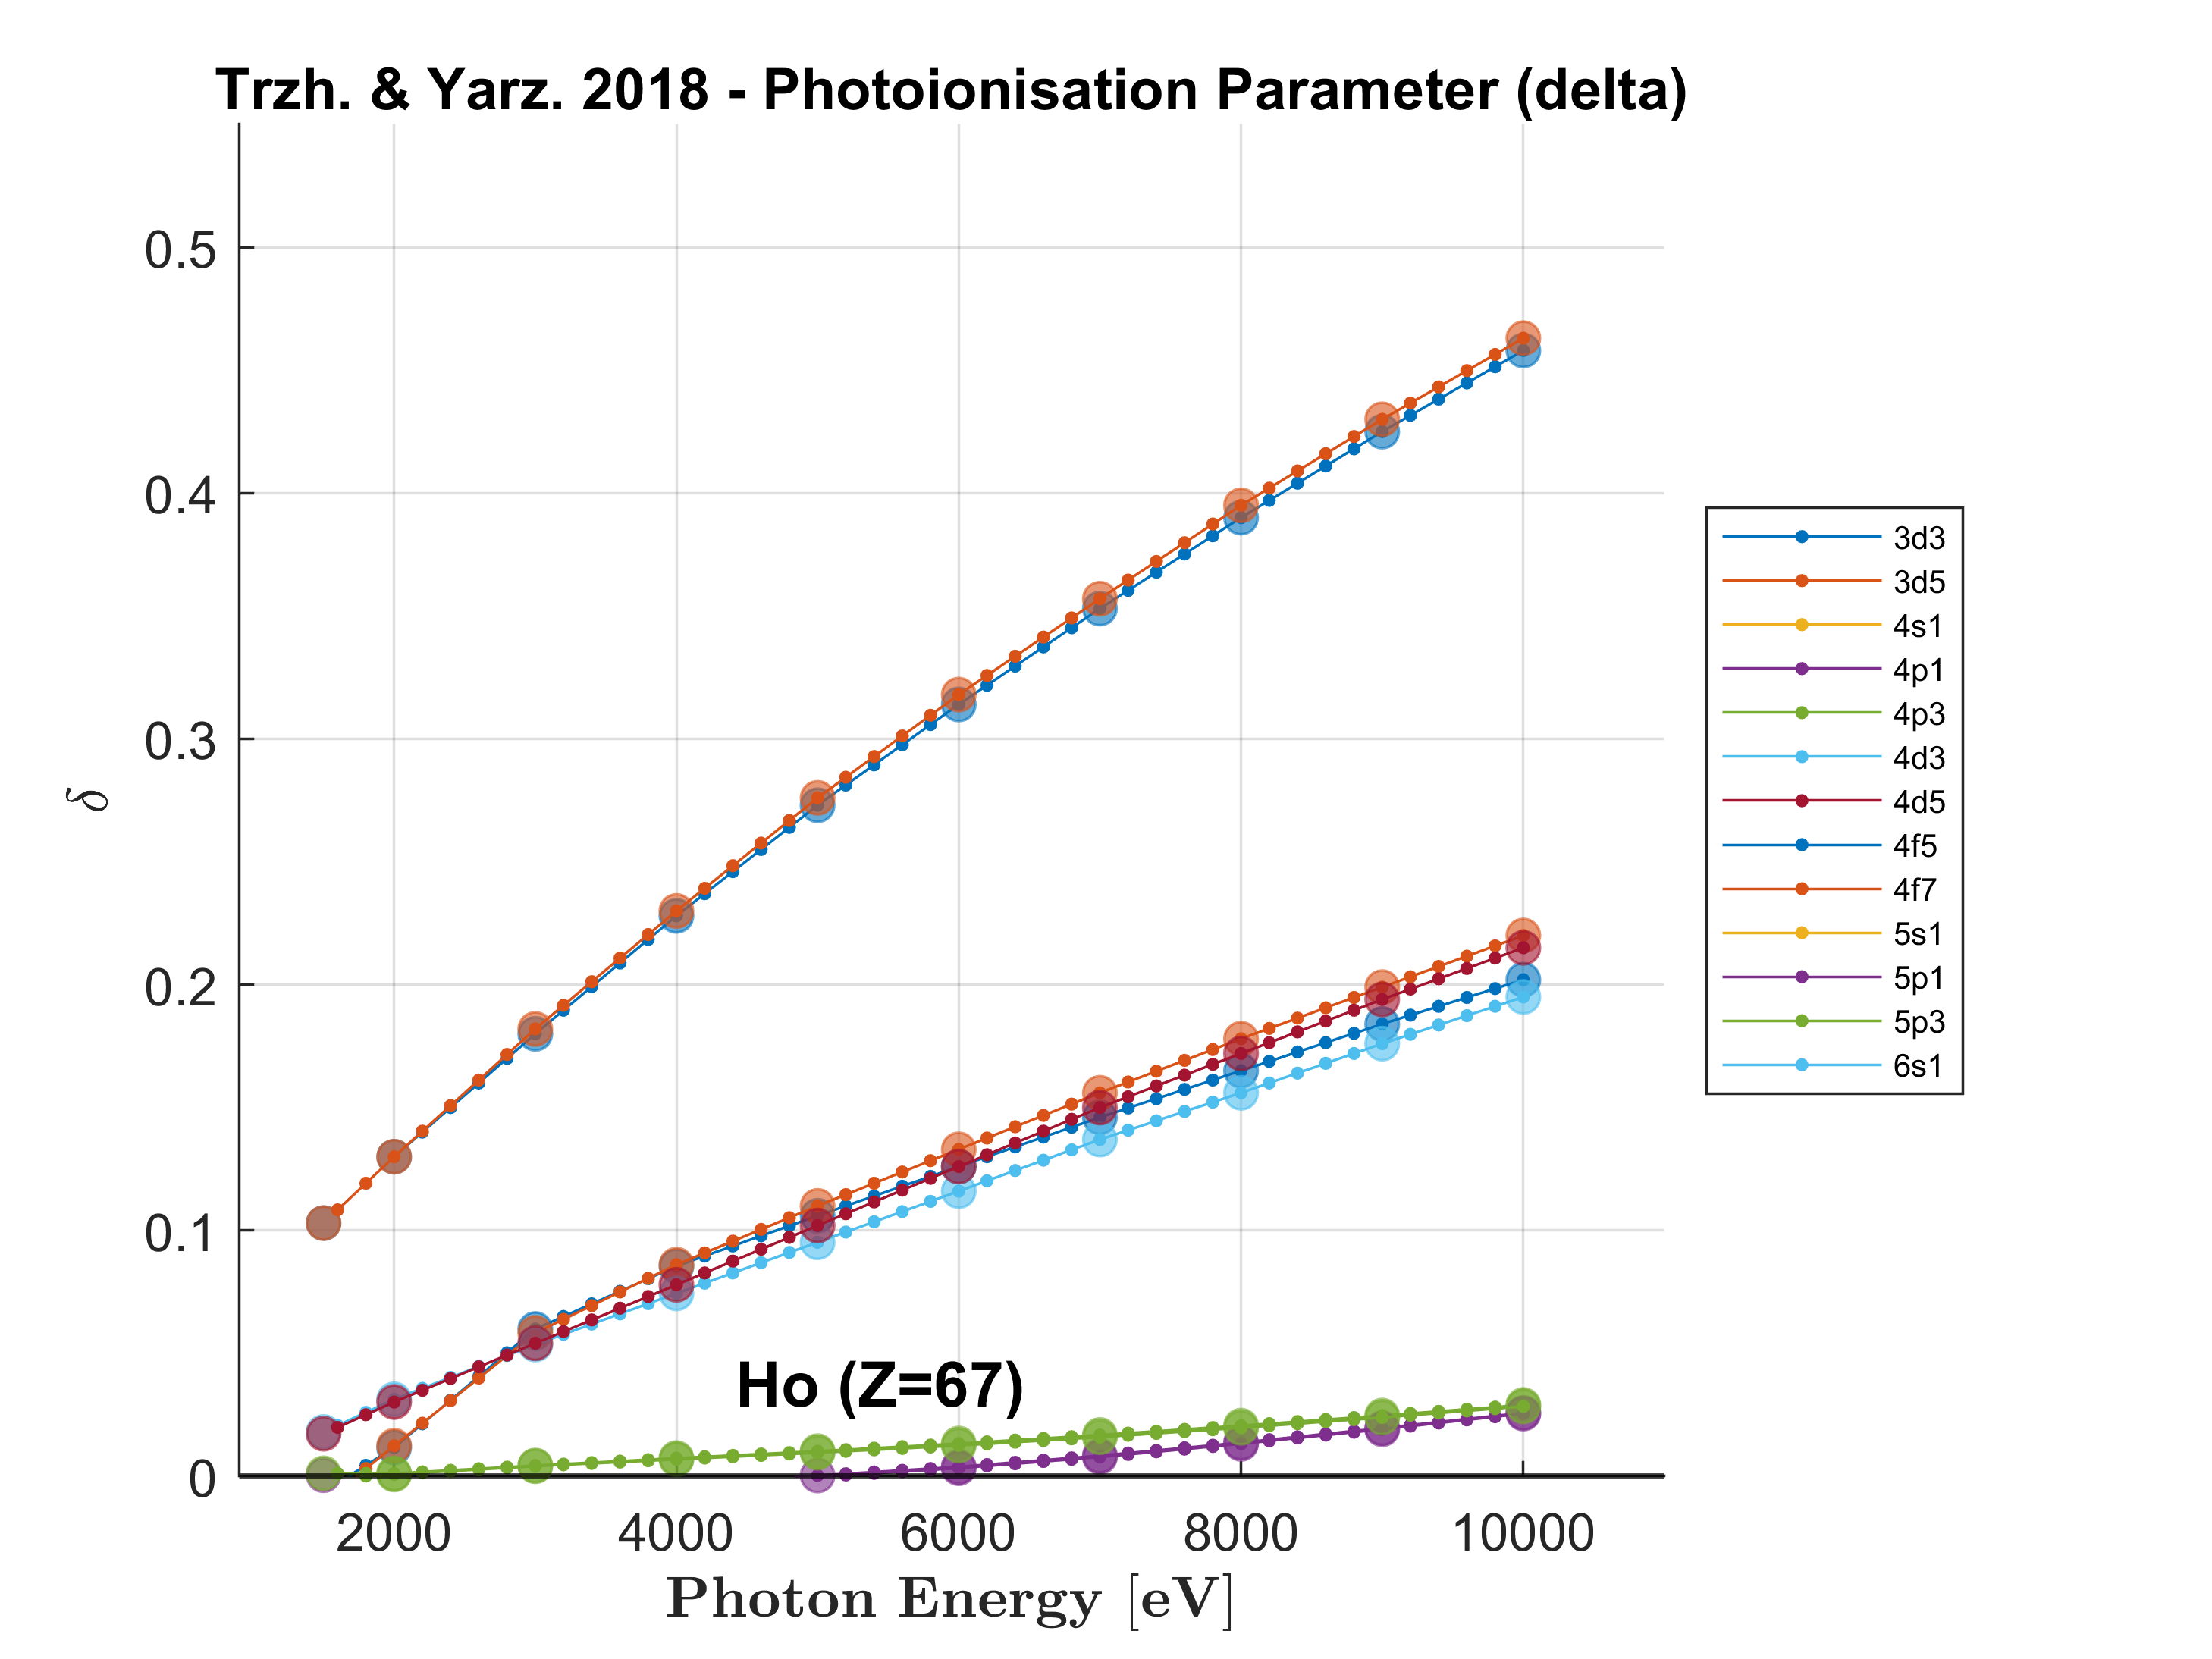 Trzh. & Yarz. 2018 - Photoionisation Parameter (delta)
0.5
0.4
0.3
0.2
0.1
0
δ
2000 4000 6000 8000 10000
Photon Energy [eV]
Ho (Z=67)
3d3
3d5
4s1
4p1
4p3
4d3
4d5
4f5
4f7
5s1
5p1
5p3
6s1